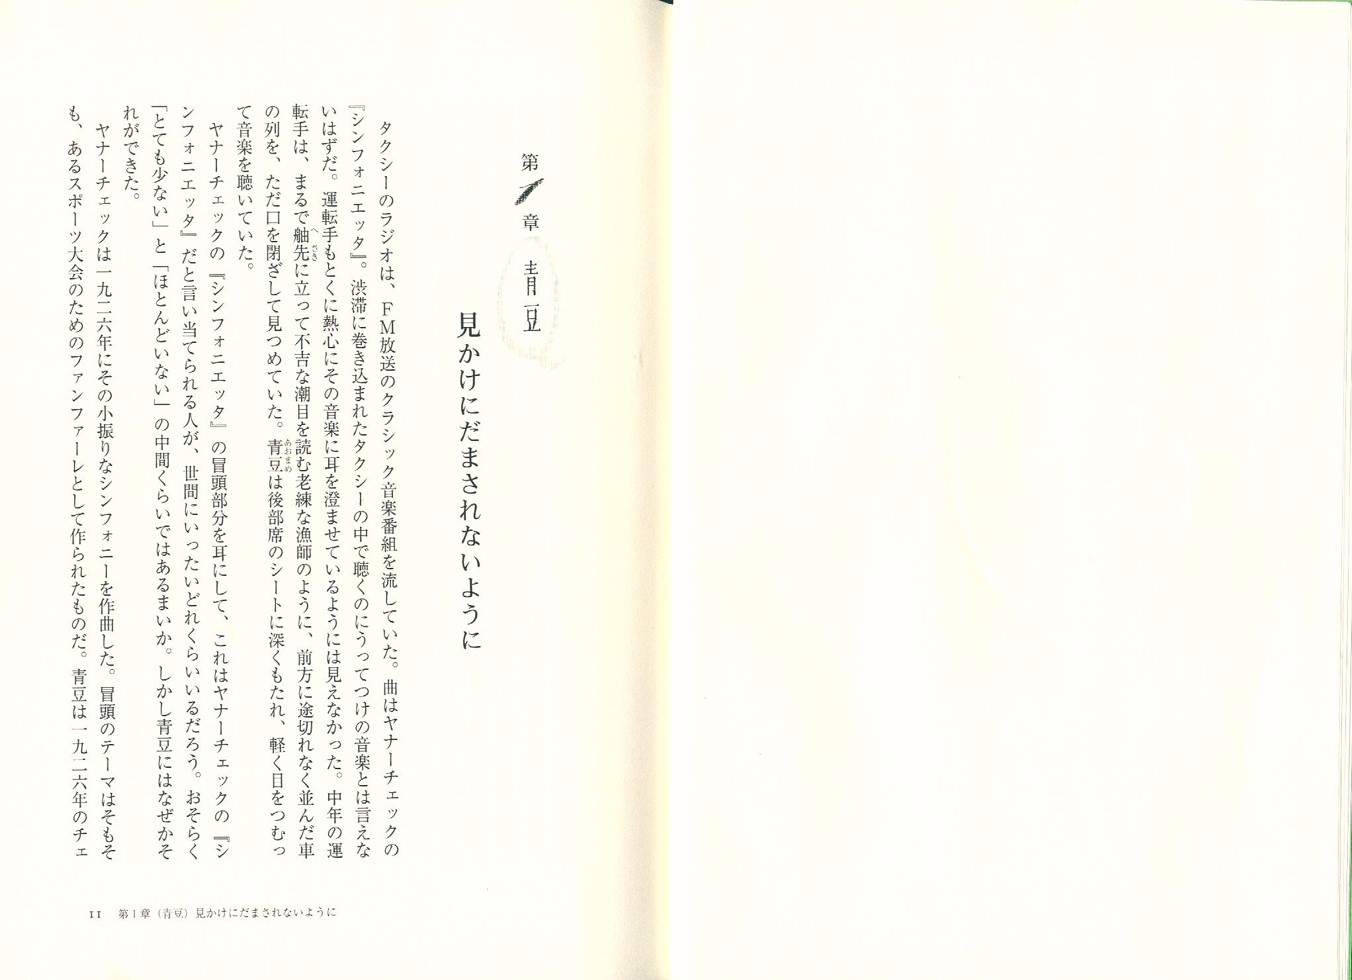 第1章 青豆
見かけにだまされないように
タクシーのラジオは、FM放送のクラシック音楽番組を流していた。曲はヤナーチェックの
『シンフォニエッタ』。渋滞に巻き込まれたタクシーの中で聴くのにうってつけの音楽とは言えな
いはずだ。運転手もとくに熱心にその音楽に耳を澄ませているようには見えなかった。中年の運
転手は、まるで舳先に立って不吉な潮目を読む老練な漁師のように、前方に途切れなく並んだ車
の列を、ただ口を閉ざして見つめていた。青豆は後部席のシートに深くもたれ、軽く目をつむっ
て音楽を聴いていた。
ヤナーチェックの『シンフォニエッタ』の冒頭部分を耳にして、これはヤナーチェックの『シ
ンフォニエッタ』だと言い当てられる人が、世間にいったいどれくらいいるだろう。おそらく
「とても少ない」と「ほとんどいない」の中間くらいではあるまいか。しかし青豆にはなぜかそ
れができた。
ヤナーチェックは一九二六年にその小振りなシンフォニーを作曲した。冒頭のテーマはそもそ
も、あるスポーツ大会のためのファンファーレとして作られたものだ。青豆は一九二六年のチェ
11 第1章（青豆）見かけにだまされないように